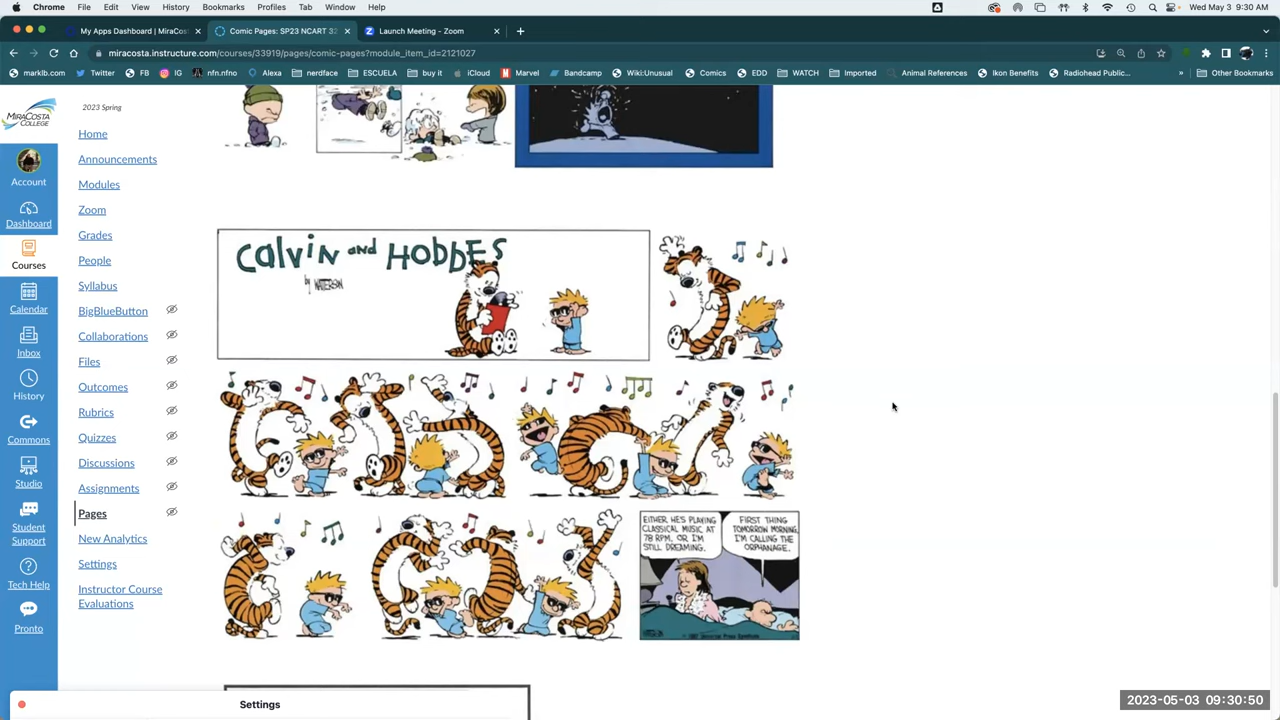 Chrome File Edit View History Bookmarks Profiles Tab Window Help
Wed May 3 9:30 AM
My Apps Dashboard | MiraCos
Comic Pages: SP23 NCART 33
Launch Meeting - Zoom
miracosta.instructure.com/courses/33919/pages/comic-pages?module_item_id=2121027
marklb.com Twitter FB IG nfn.nfno Alexa nerdface ESCUELA buy it iCloud Marvel Bandcamp Wiki:Unusual Comics EDD WATCH Imported Animal References Ikon Benefits Radiohead Public... » Other Bookmarks
MIRACOSTA
COLLEGE
Account
Dashboard
Courses
Calendar
Inbox
History
Commons
Studio
Student
Support
Tech Help
Pronto
2023 Spring
Home
Announcements
Modules
Zoom
Grades
People
Syllabus
BigBlueButton
Collaborations
Files
Outcomes
Rubrics
Quizzes
Discussions
Assignments
Pages
New Analytics
Settings
Instructor Course
Evaluations
Calvin and Hobbes
by WATTERSON
EITHER HE'S PLAYING
CLASSICAL MUSIC AT
78 RPM, OR I'M
STILL DREAMING.
FIRST THING
TOMORROW MORNING,
I'M CALLING THE
ORPHANAGE.
Settings
2023-05-03 09:30:50